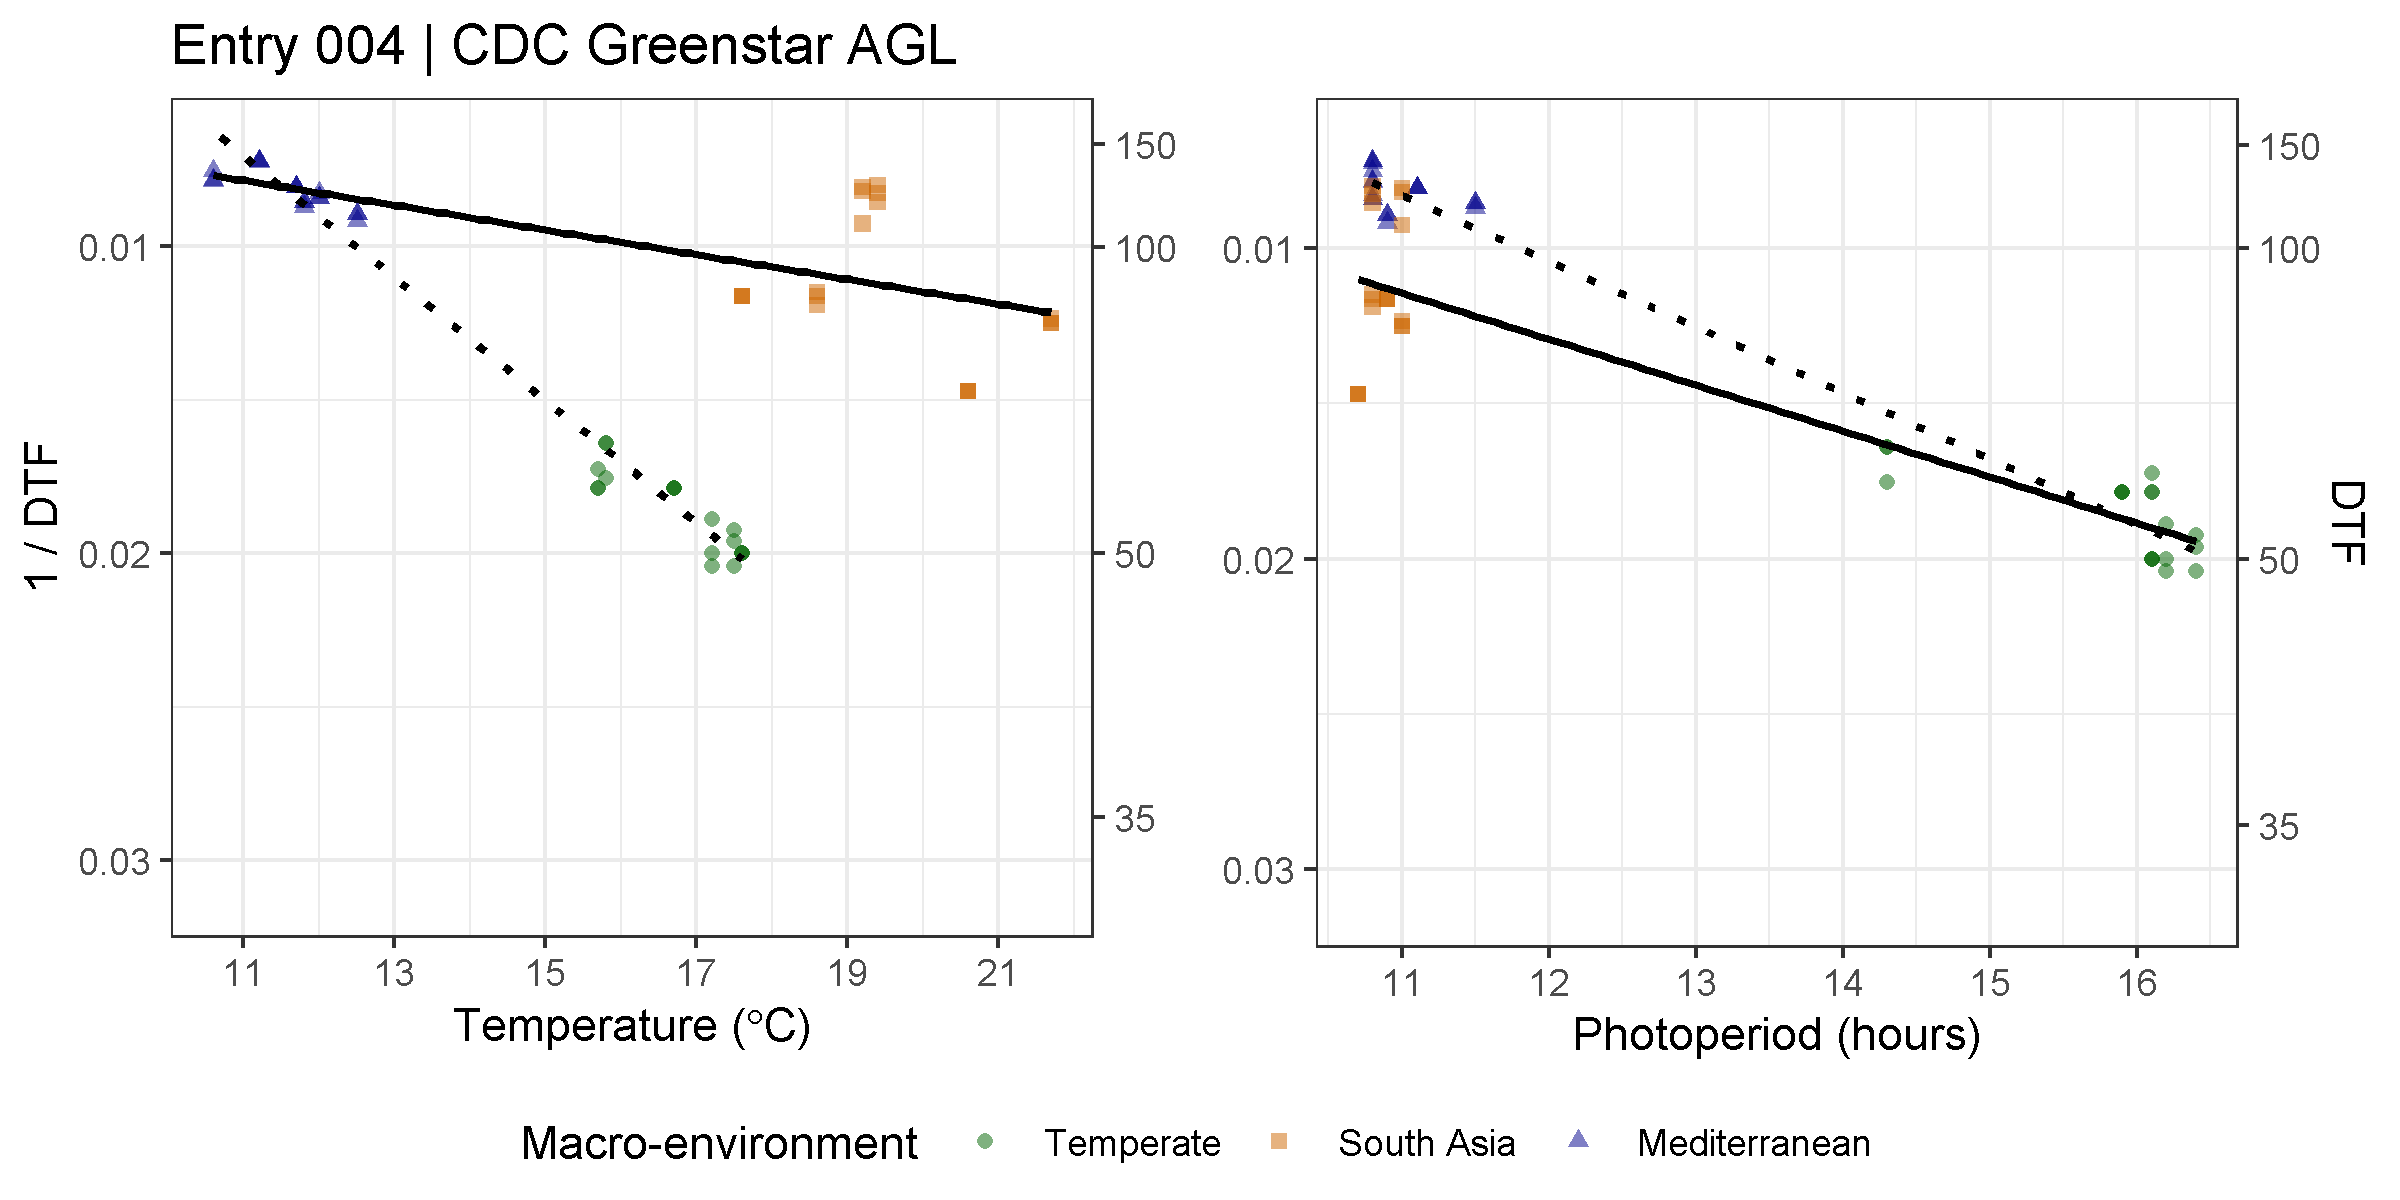 Entry 004 | CDC Greenstar AGL
1 / DTF
0.01
0.02
0.03
150
100
50
35
11 13 15 17 19 21
Temperature (°C)
0.01
0.02
0.03
150
100
50
35
DTF
11 12 13 14 15 16
Photoperiod (hours)
Macro-environment Temperate South Asia Mediterranean